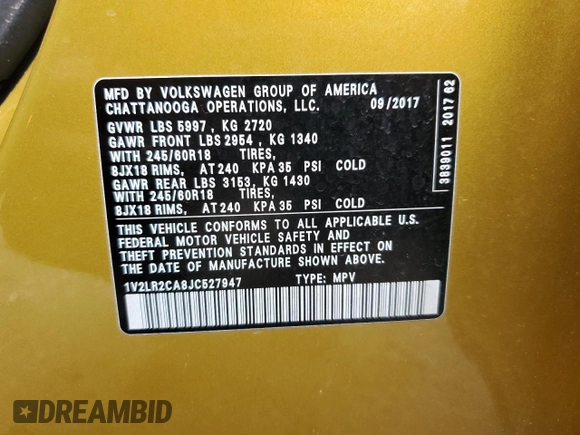 MFD BY VOLKSWAGEN GROUP OF AMERICA
CHATTANOOGA OPERATIONS, LLC. 09/2017
GVWR LBS 5997 , KG 2720
GAWR FRONT LBS 2954 , KG 1340
WITH 245/60R18 TIRES,
8JX18 RIMS, AT 240 KPA 35 PSI COLD
GAWR REAR LBS 3153, KG 1430
WITH 245/60R18 TIRES,
8JX18 RIMS, AT 240 KPA 35 PSI COLD
THIS VEHICLE CONFORMS TO ALL APPLICABLE U.S.
FEDERAL MOTOR VEHICLE SAFETY AND
THEFT PREVENTION STANDARDS IN EFFECT ON
THE DATE OF MANUFACTURE SHOWN ABOVE.
1V2LR2CA8JC527947 TYPE: MPV
3839011 2017 62
DREAMBID